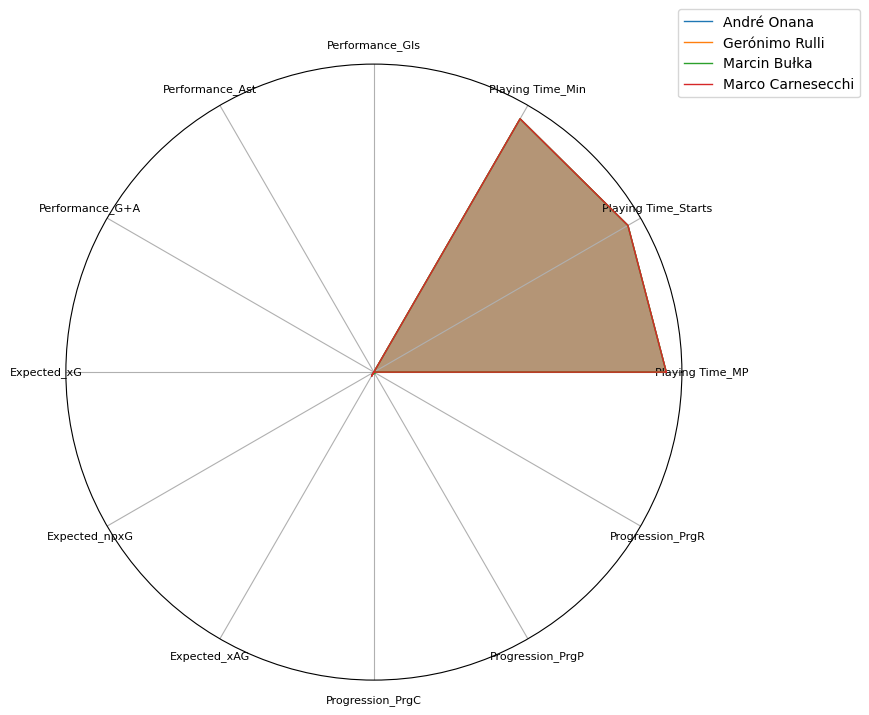 André Onana
Gerónimo Rulli
Marcin Bułka
Marco Carnesecchi
Performance_Gls
Performance_Ast
Playing Time_Min
Performance_G+A
Playing Time_Starts
Expected_xG
Playing Time_MP
Expected_npxG
Progression_PrgR
Expected_xAG
Progression_PrgP
Progression_PrgC